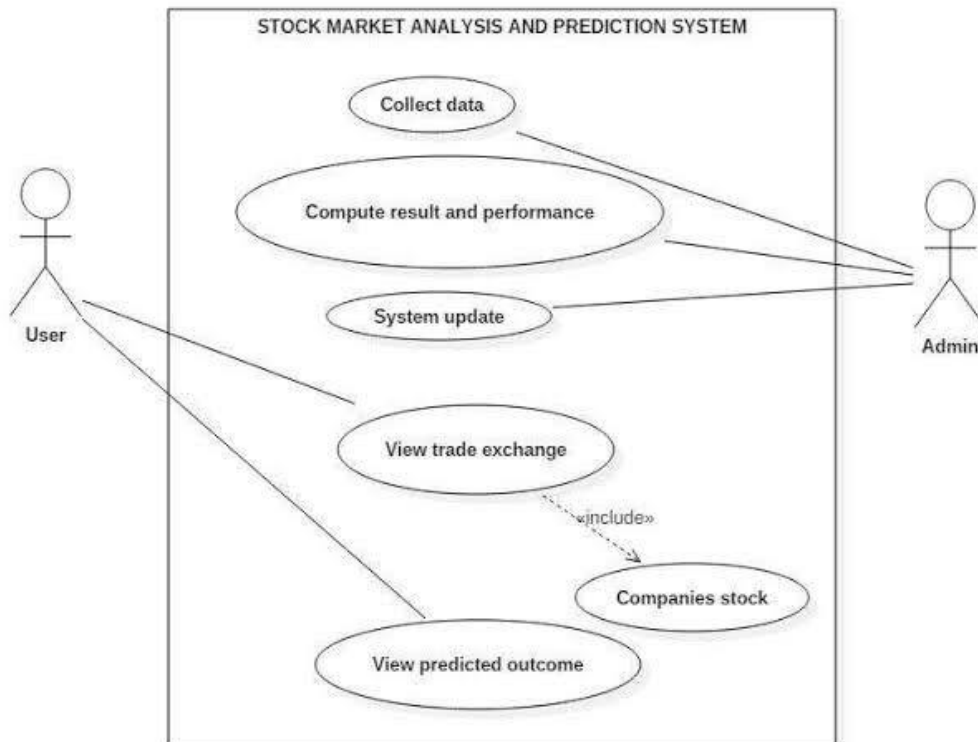 STOCK MARKET ANALYSIS AND PREDICTION SYSTEM
Collect data
Compute result and performance
System update
User
Admin
View trade exchange
«include»
Companies stock
View predicted outcome